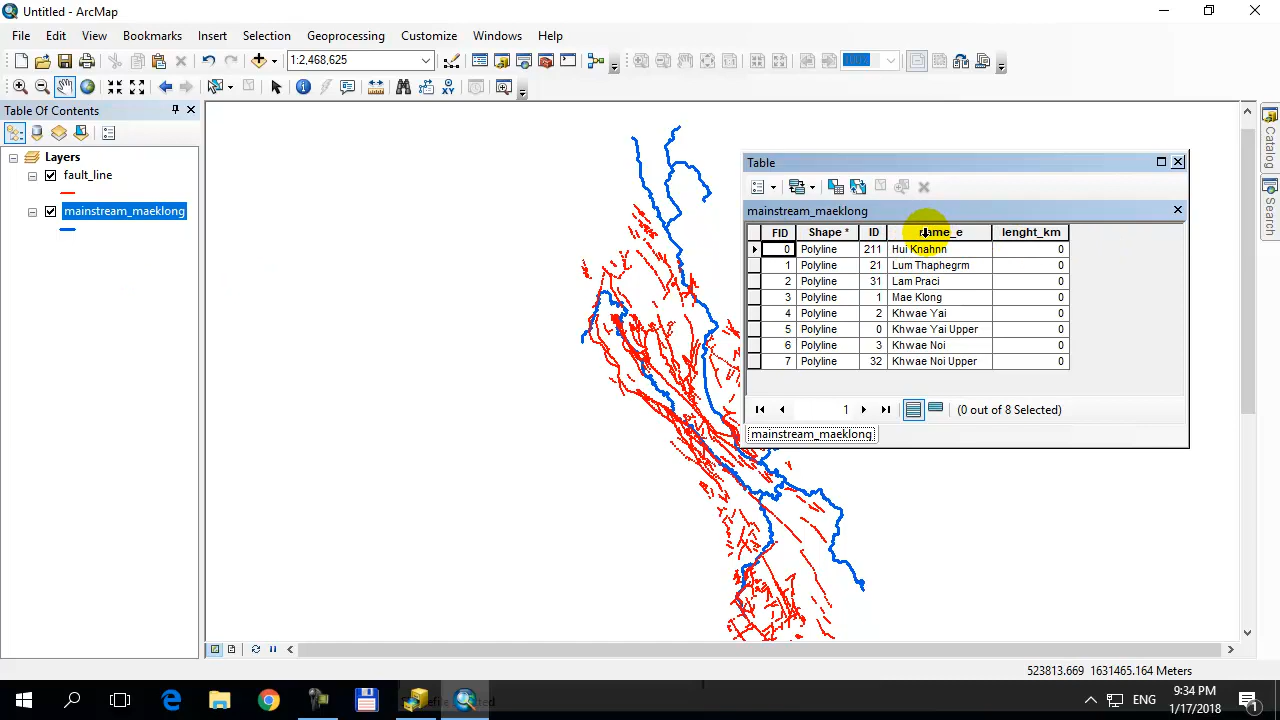 Untitled - ArcMap
File Edit View Bookmarks Insert Selection Geoprocessing Customize Windows Help
1:2,468,625
100%
Table Of Contents
Layers
fault_line
mainstream_maeklong
Table
mainstream_maeklong
FID Shape * ID name_e lenght_km
0 Polyline 211 Hui Knahnn 0
1 Polyline 21 Lum Thaphegrm 0
2 Polyline 31 Lam Praci 0
3 Polyline 1 Mae Klong 0
4 Polyline 2 Khwae Yai 0
5 Polyline 0 Khwae Yai Upper 0
6 Polyline 3 Khwae Noi 0
7 Polyline 32 Khwae Noi Upper 0
1 (0 out of 8 Selected)
mainstream_maeklong
Catalog
Search
523813.669 1631465.164 Meters
ENG
9:34 PM
1/17/2018